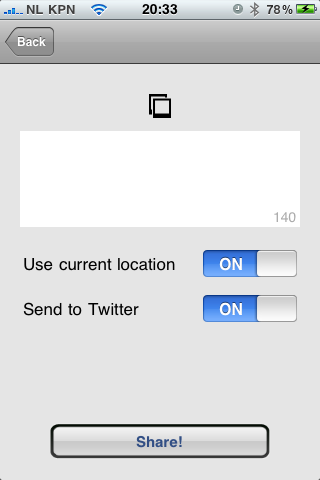 NL KPN 20:33 78%
Back
140
Use current location ON
Send to Twitter ON
Share!